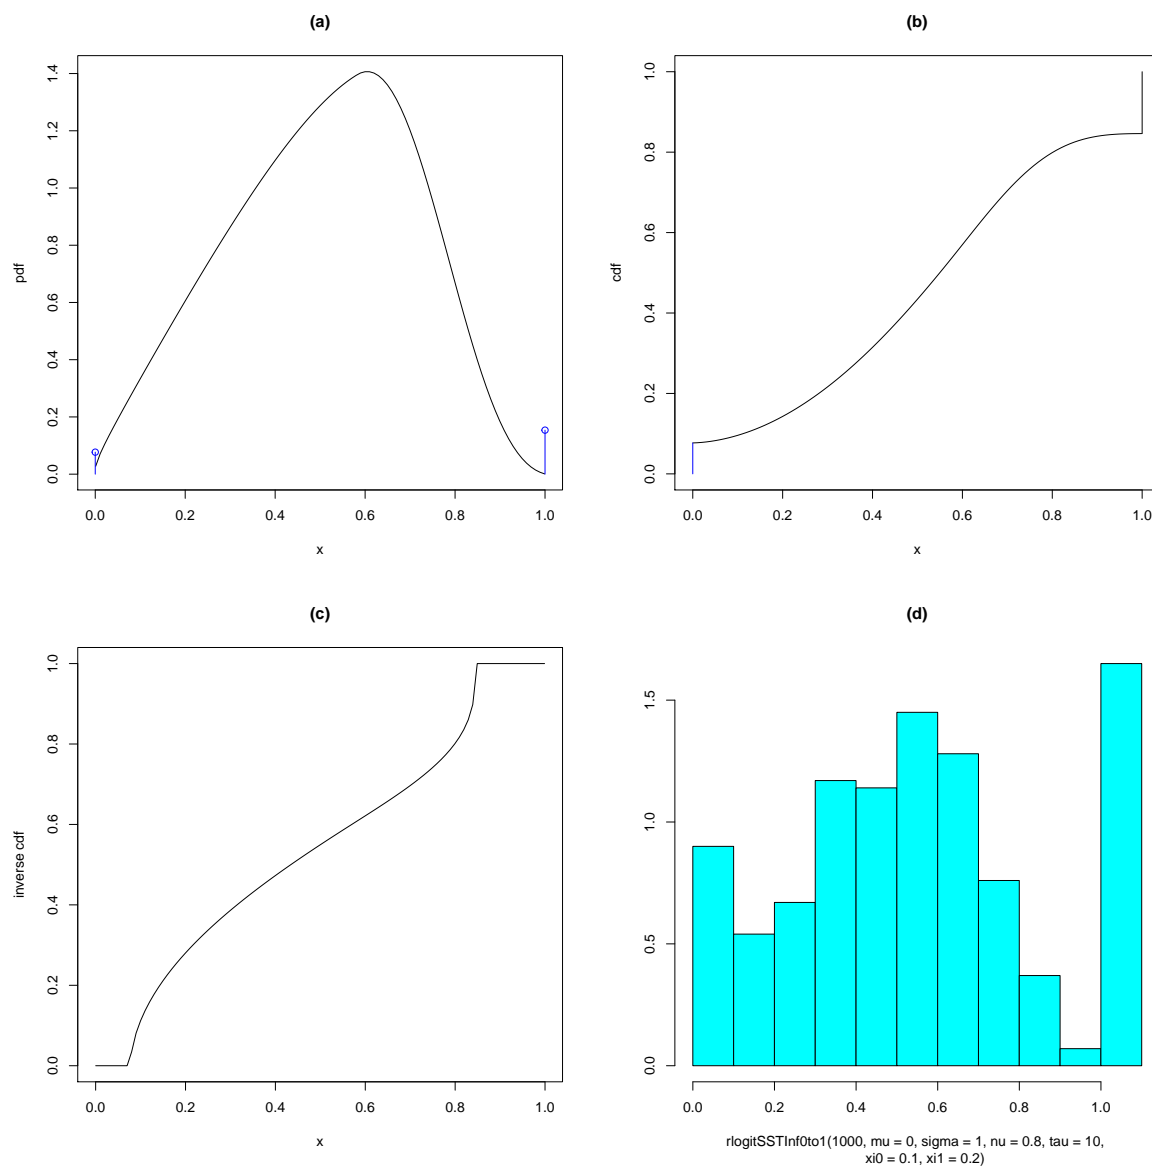 (a)
pdf
0.0 0.2 0.4 0.6 0.8 1.0 1.2 1.4
0.0 0.2 0.4 0.6 0.8 1.0
x
(b)
cdf
0.0 0.2 0.4 0.6 0.8 1.0
0.0 0.2 0.4 0.6 0.8 1.0
x
(c)
inverse cdf
0.0 0.2 0.4 0.6 0.8 1.0
0.0 0.2 0.4 0.6 0.8 1.0
x
(d)
0.0 0.5 1.0 1.5
0.0 0.2 0.4 0.6 0.8 1.0
rlogitSSTInf0to1(1000, mu = 0, sigma = 1, nu = 0.8, tau = 10,
xi0 = 0.1, xi1 = 0.2)